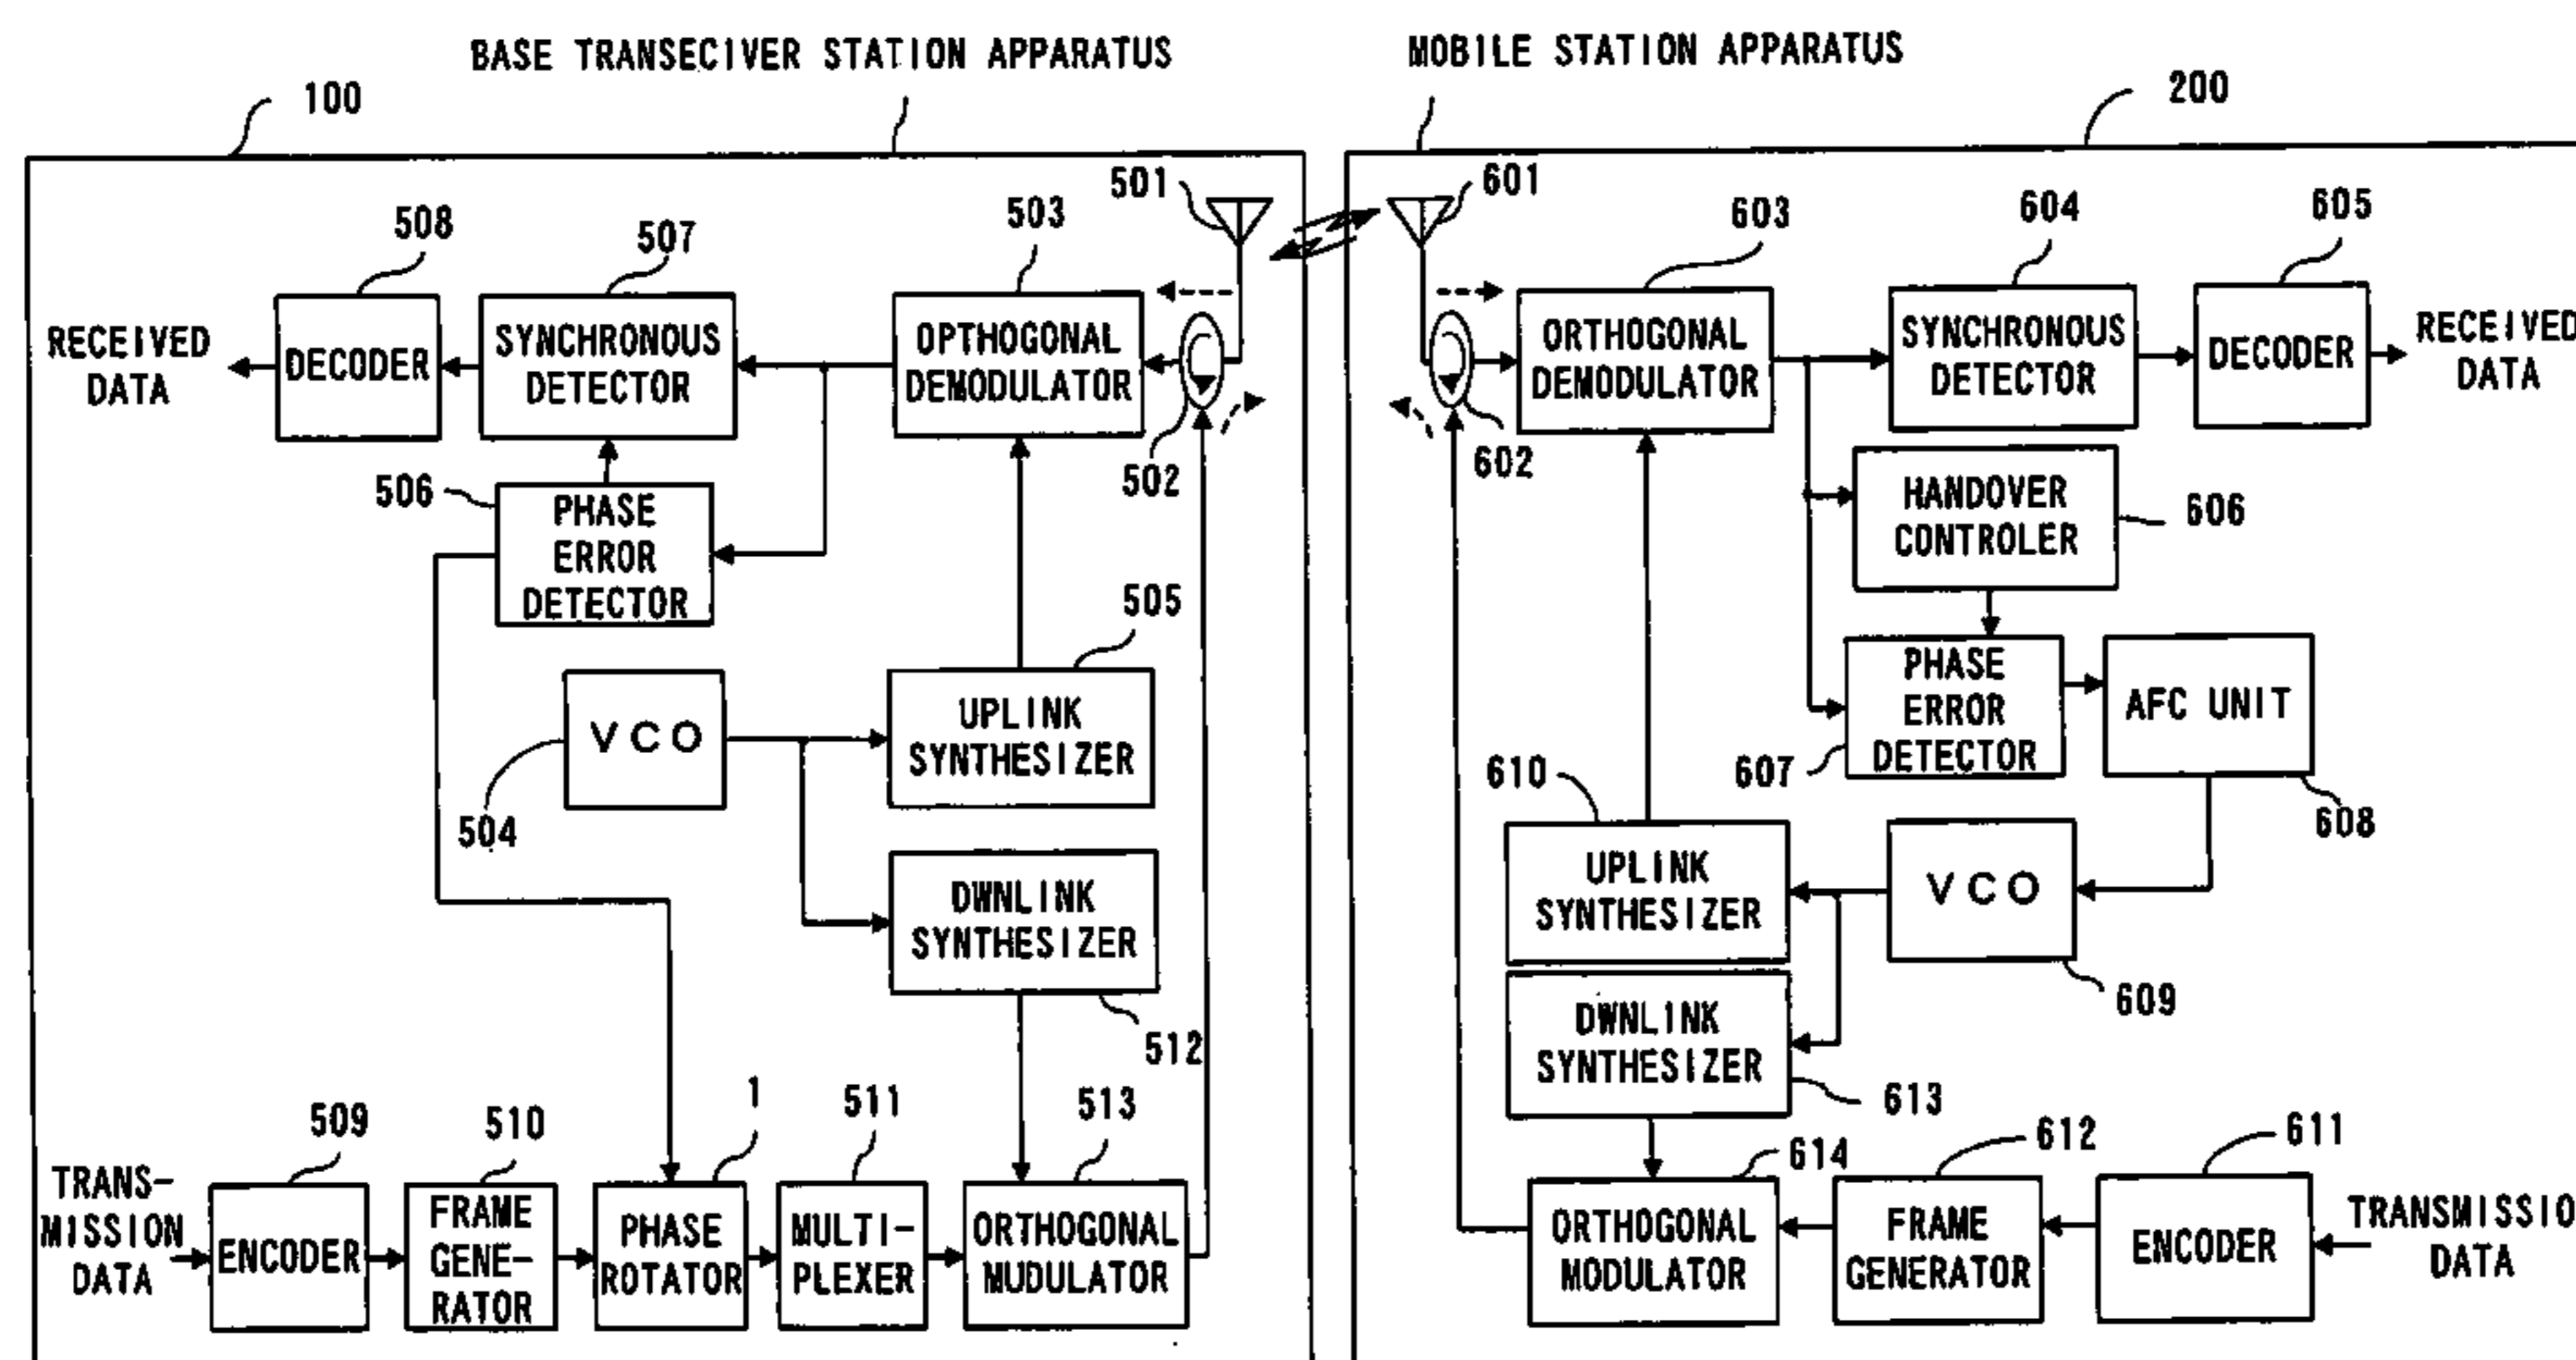 BASE TRANSECIVER STATION APPARATUS
MOBILE STATION APPARATUS
100
200
501
601
508
507
503
603
604
605
RECEIVED
DATA
DECODER
SYNCHRONOUS
DETECTOR
OPTHOGONAL
DEMODULATOR
ORTHOGONAL
DEMODULATOR
SYNCHRONOUS
DETECTOR
DECODER
RECEIVED
DATA
502
602
506
PHASE
ERROR
DETECTOR
HANDOVER
CONTROLER
606
505
VCO
504
UPLINK
SYNTHESIZER
PHASE
ERROR
DETECTOR
607
AFC UNIT
608
610
DWNLINK
SYNTHESIZER
512
UPLINK
SYNTHESIZER
VCO
609
DWNLINK
SYNTHESIZER
613
509
510
1
511
513
614
612
611
TRANS-
MISSION
DATA
ENCODER
FRAME
GENE-
RATOR
PHASE
ROTATOR
MULTI-
PLEXER
ORTHOGONAL
MUDULATOR
ORTHOGONAL
MODULATOR
FRAME
GENERATOR
ENCODER
TRANSMISSIO
DATA